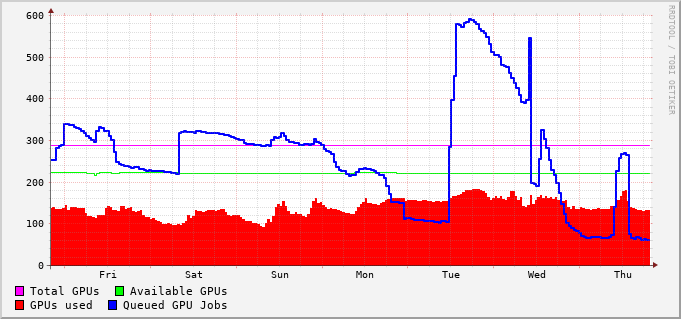 600
500
400
300
200
100
0
Fri Sat Sun Mon Tue Wed Thu
Total GPUs Available GPUs
GPUs used Queued GPU Jobs
RRDTOOL / TOBI OETIKER